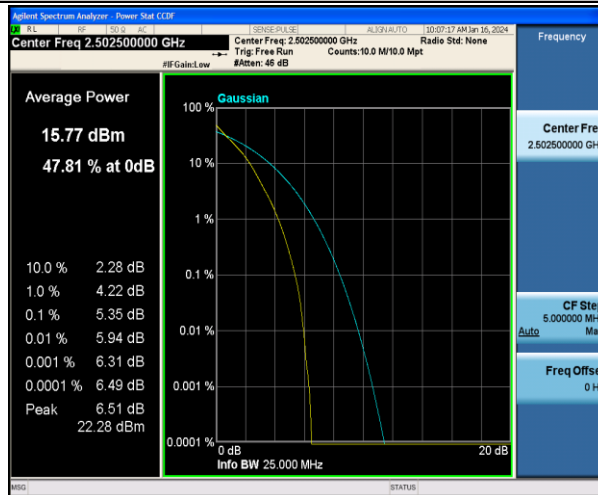 Agilent Spectrum Analyzer - Power Stat CCDF
RL RF 50 Ω AC SENSE:PULSE ALIGN AUTO 10:07:17 AM Jan 16, 2024
Center Freq 2.502500000 GHz
Center Freq: 2.502500000 GHz Radio Std: None
Trig: Free Run Counts:10.0 M/10.0 Mpt
#IFGain:Low #Atten: 46 dB
Frequency
Average Power
15.77 dBm
47.81 % at 0dB
10.0 % 2.28 dB
1.0 % 4.22 dB
0.1 % 5.35 dB
0.01 % 5.94 dB
0.001 % 6.31 dB
0.0001 % 6.49 dB
Peak 6.51 dB
22.28 dBm
Gaussian
100 %
10 %
1 %
0.1 %
0.01 %
0.001 %
0.0001 %
0 dB 20 dB
Info BW 25.000 MHz
Center Fre
2.502500000 GH
CF Ste
5.000000 MH
Auto Ma
Freq Offse
0 H
MSG STATUS